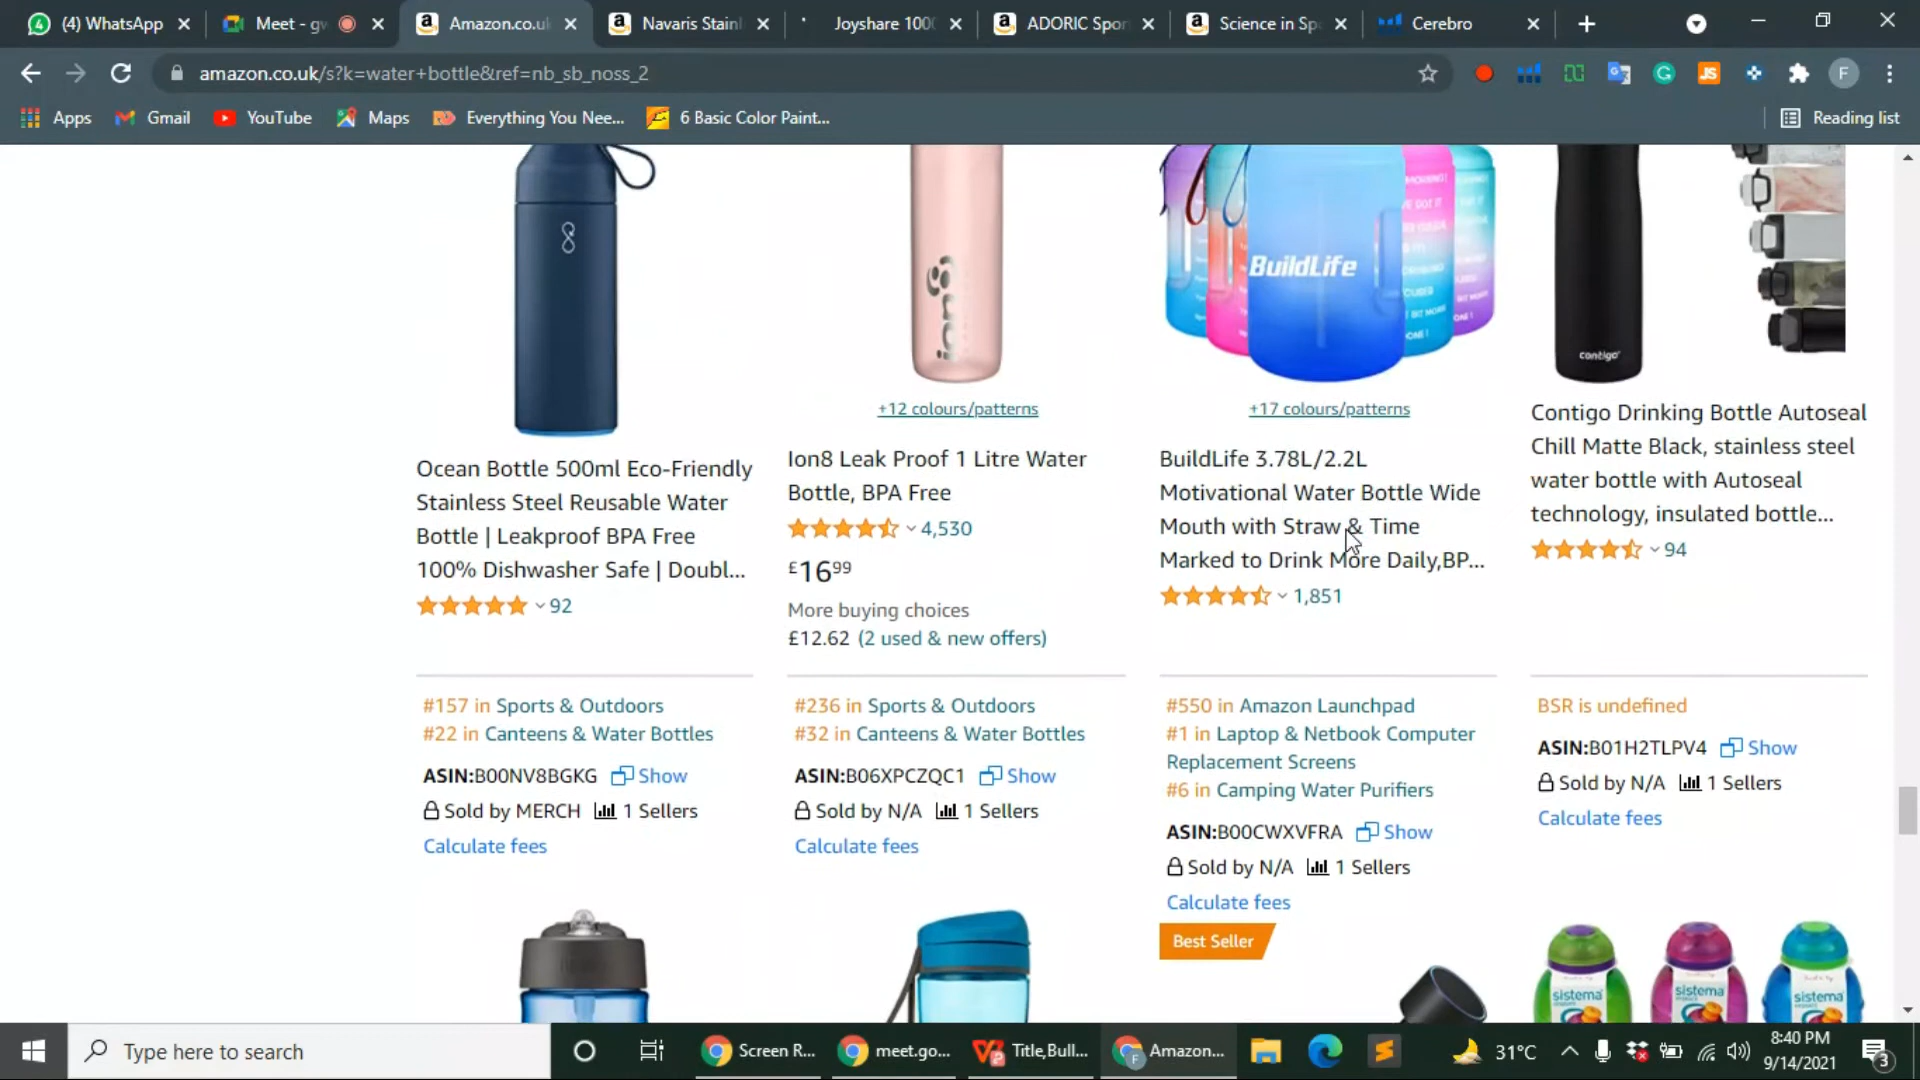 (4) WhatsApp
Meet - gv
Amazon.co.uk
Navaris Stainl
Joyshare 100
ADORIC Spor
Science in Sp
Cerebro
amazon.co.uk/s?k=water+bottle&ref=nb_sb_noss_2
F
Apps
Gmail
YouTube
Maps
Everything You Nee...
6 Basic Color Paint...
Reading list
ion8
BuildLife
contigo
+12 colours/patterns
+17 colours/patterns
Ocean Bottle 500ml Eco-Friendly
Stainless Steel Reusable Water
Bottle | Leakproof BPA Free
100% Dishwasher Safe | Doubl...
92
Ion8 Leak Proof 1 Litre Water
Bottle, BPA Free
4,530
£16.99
More buying choices
£12.62 (2 used & new offers)
BuildLife 3.78L/2.2L
Motivational Water Bottle Wide
Mouth with Straw & Time
Marked to Drink More Daily,BP...
1,851
Contigo Drinking Bottle Autoseal
Chill Matte Black, stainless steel
water bottle with Autoseal
technology, insulated bottle...
94
#157 in Sports & Outdoors
#22 in Canteens & Water Bottles
ASIN:B00NV8BGKG Show
Sold by MERCH 1 Sellers
Calculate fees
#236 in Sports & Outdoors
#32 in Canteens & Water Bottles
ASIN:B06XPCZQC1 Show
Sold by N/A 1 Sellers
Calculate fees
#550 in Amazon Launchpad
#1 in Laptop & Netbook Computer
Replacement Screens
#6 in Camping Water Purifiers
ASIN:B00CWXVFRA Show
Sold by N/A 1 Sellers
Calculate fees
Best Seller
BSR is undefined
ASIN:B01H2TLPV4 Show
Sold by N/A 1 Sellers
Calculate fees
sistema
sistema
sistema
Type here to search
Screen R...
meet.go...
Title,Bull...
Amazon...
31°C
8:40 PM
9/14/2021
3